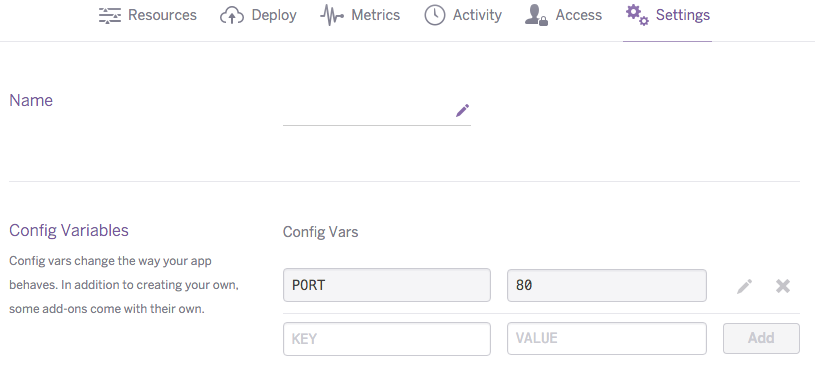 Resources Deploy Metrics Activity Access Settings
Name
Config Variables
Config Vars
Config vars change the way your app
behaves. In addition to creating your own,
some add-ons come with their own.
PORT 80
KEY VALUE Add